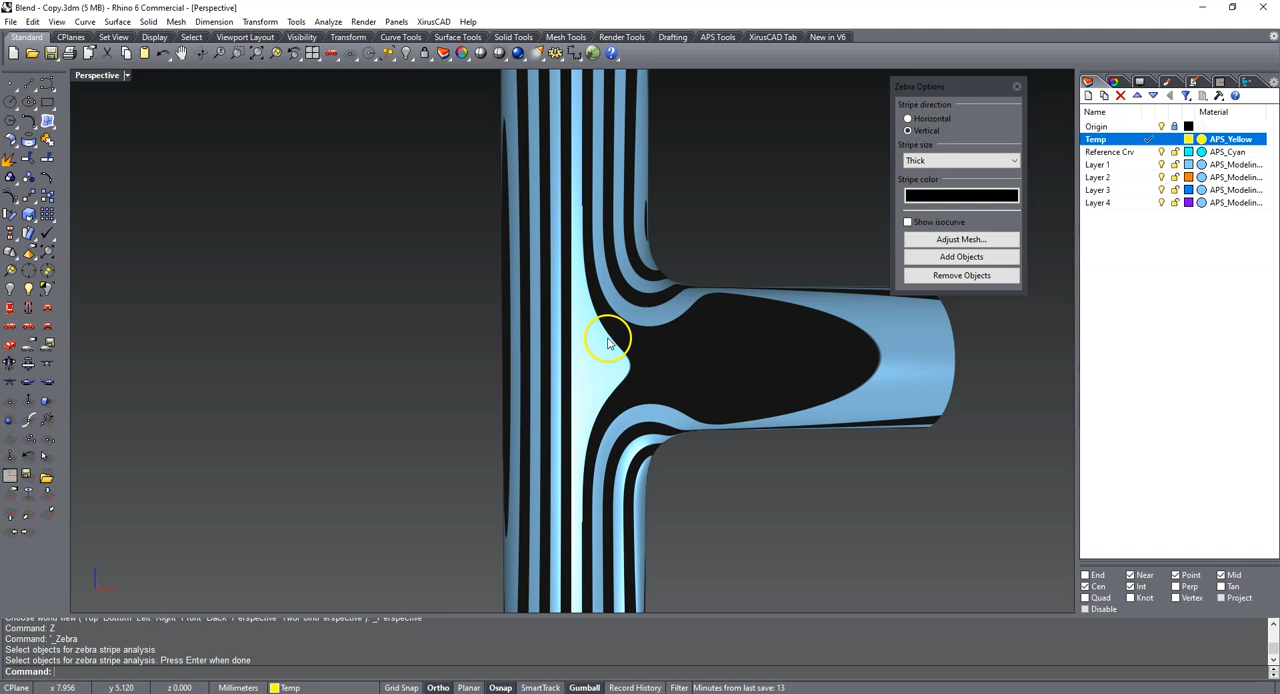 Blend - Copy.3dm (5 MB) - Rhino 6 Commercial - [Perspective]
File Edit View Curve Surface Solid Mesh Dimension Transform Tools Analyze Render Panels XirusCAD Help
Standard CPlanes Set View Display Select Viewport Layout Visibility Transform Curve Tools Surface Tools Solid Tools Mesh Tools Render Tools Drafting APS Tools XirusCAD Tab New in V6
Perspective
Zebra Options
Stripe direction
Horizontal
Vertical
Stripe size
Thick
Stripe color
Show isocurve
Adjust Mesh...
Add Objects
Remove Objects
Name Material
Origin
Temp APS_Yellow
Reference Crv APS_Cyan
Layer 1 APS_Modelin...
Layer 2 APS_Modelin...
Layer 3 APS_Modelin...
Layer 4 APS_Modelin...
End Near Point Mid
Cen Int Perp Tan
Quad Knot Vertex Project
Disable
Command: Z
Command: '_Zebra
Select objects for zebra stripe analysis
Select objects for zebra stripe analysis. Press Enter when done
Command:
CPlane x 7.956 y 5.120 z 0.000 Millimeters Temp Grid Snap Ortho Planar Osnap SmartTrack Gumball Record History Filter Minutes from last save: 13